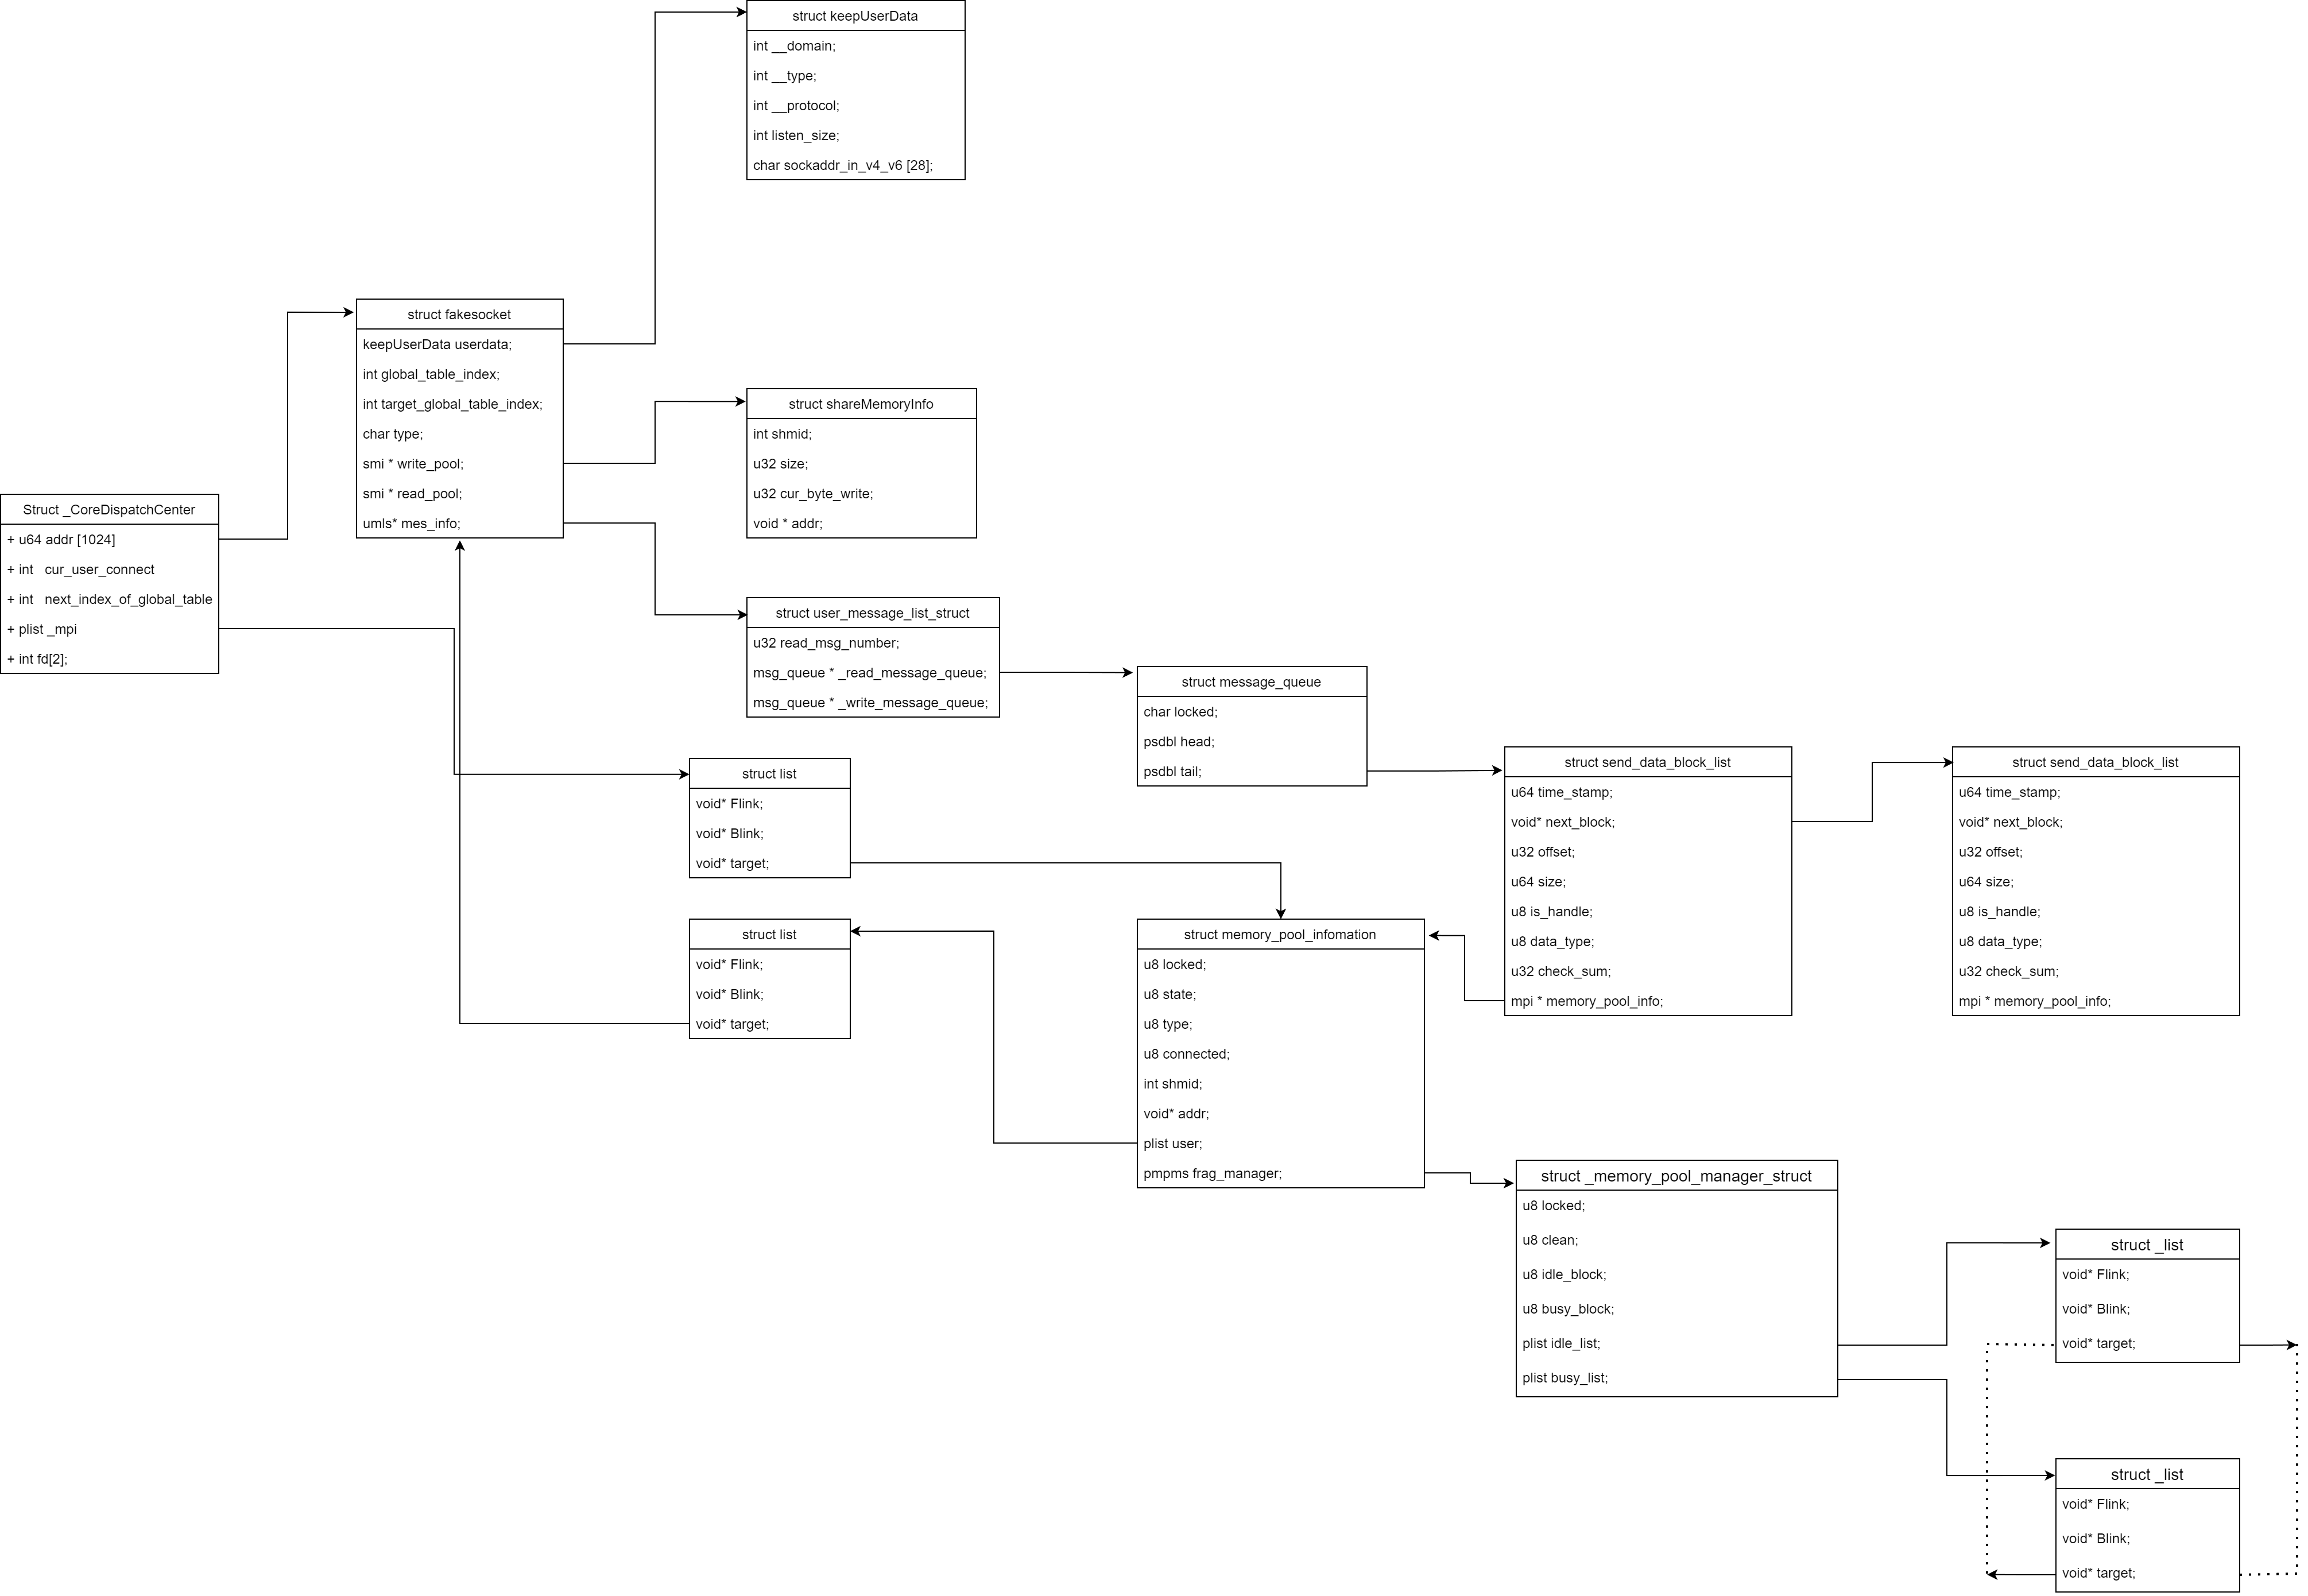 struct keepUserData
int __domain;
int __type;
int __protocol;
int listen_size;
char sockaddr_in_v4_v6 [28];
struct fakesocket
keepUserData userdata;
int global_table_index;
int target_global_table_index;
char type;
smi * write_pool;
smi * read_pool;
umls* mes_info;
struct shareMemoryInfo
int shmid;
u32 size;
u32 cur_byte_write;
void * addr;
Struct _CoreDispatchCenter
+ u64 addr [1024]
+ int   cur_user_connect
+ int   next_index_of_global_table
+ plist _mpi
+ int fd[2];
struct user_message_list_struct
u32 read_msg_number;
msg_queue * _read_message_queue;
msg_queue * _write_message_queue;
struct message_queue
char locked;
psdbl head;
psdbl tail;
struct send_data_block_list
u64 time_stamp;
void* next_block;
u32 offset;
u64 size;
u8 is_handle;
u8 data_type;
u32 check_sum;
mpi * memory_pool_info;
struct send_data_block_list
u64 time_stamp;
void* next_block;
u32 offset;
u64 size;
u8 is_handle;
u8 data_type;
u32 check_sum;
mpi * memory_pool_info;
struct list
void* Flink;
void* Blink;
void* target;
struct list
void* Flink;
void* Blink;
void* target;
struct memory_pool_infomation
u8 locked;
u8 state;
u8 type;
u8 connected;
int shmid;
void* addr;
plist user;
pmpms frag_manager;
struct _memory_pool_manager_struct
u8 locked;
u8 clean;
u8 idle_block;
u8 busy_block;
plist idle_list;
plist busy_list;
struct _list
void* Flink;
void* Blink;
void* target;
struct _list
void* Flink;
void* Blink;
void* target;